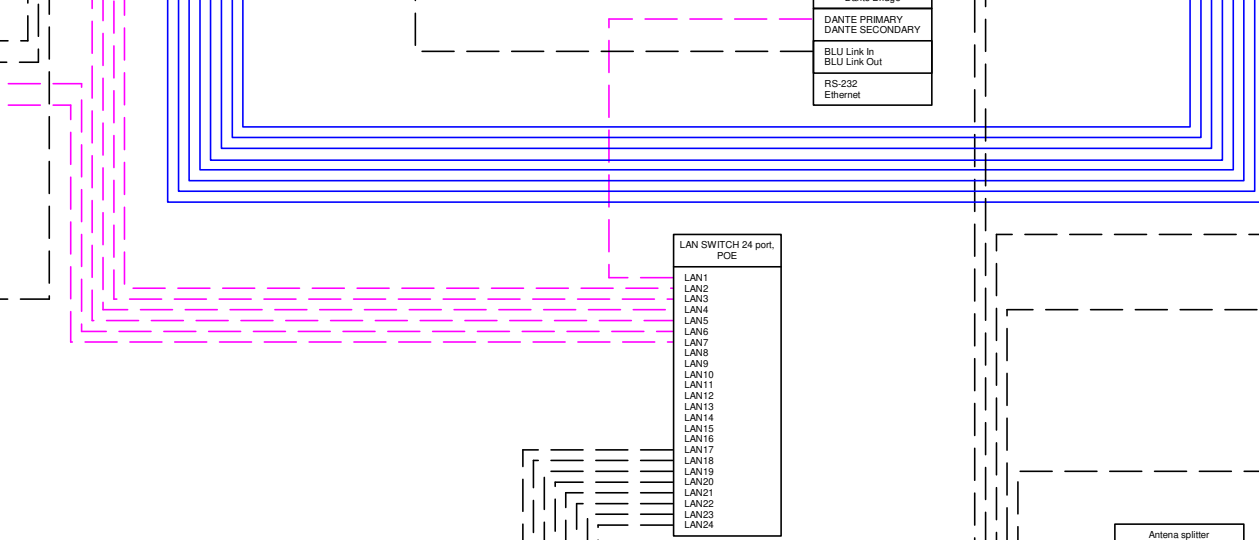 Dante Bridge
DANTE PRIMARY
DANTE SECONDARY
BLU Link In
BLU Link Out
RS-232
Ethernet
LAN SWITCH 24 port,
POE
LAN1
LAN2
LAN3
LAN4
LAN5
LAN6
LAN7
LAN8
LAN9
LAN10
LAN11
LAN12
LAN13
LAN14
LAN15
LAN16
LAN17
LAN18
LAN19
LAN20
LAN21
LAN22
LAN23
LAN24
Antena splitter